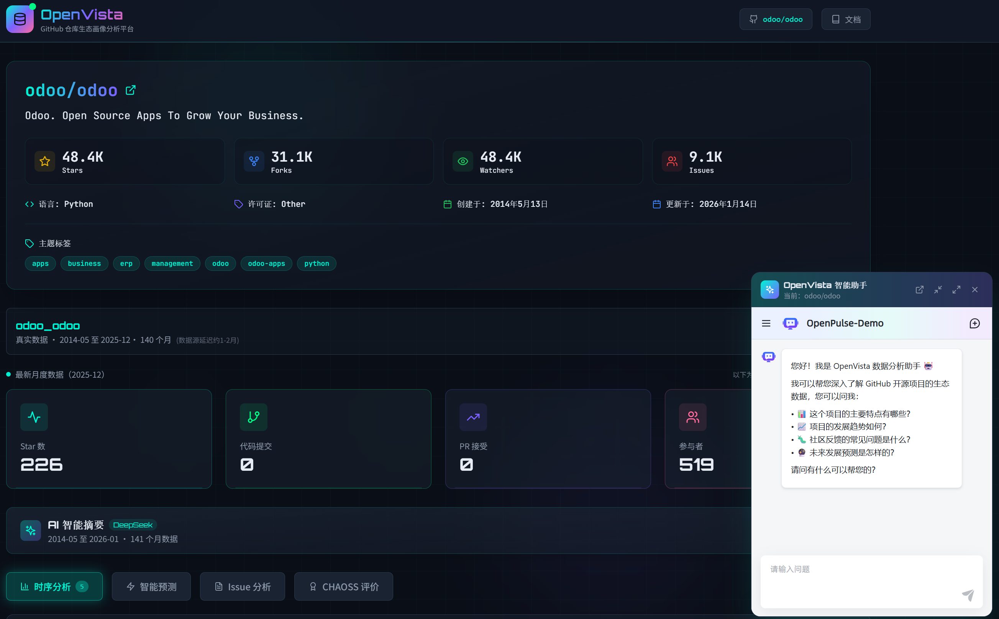 OpenVista
GitHub 仓库生态画像分析平台
odoo/odoo
文档
odoo/odoo
Odoo. Open Source Apps To Grow Your Business.
48.4K
Stars
31.1K
Forks
48.4K
Watchers
9.1K
Issues
语言: Python
许可证: Other
创建于: 2014年5月13日
更新于: 2026年1月14日
主题标签
apps
business
erp
management
odoo
odoo-apps
python
odoo_odoo
真实数据 • 2014-05 至 2025-12 • 140 个月 (数据源延迟约1-2月)
最新月度数据（2025-12）
以下为
Star 数
226
代码提交
0
PR 接受
0
参与者
519
AI 智能摘要 DeepSeek
2014-05 至 2026-01 • 141 个月数据
时序分析 5
智能预测
Issue 分析
CHAOSS 评价
OpenVista 智能助手
当前: odoo/odoo
OpenPulse-Demo
您好！我是 OpenVista 数据分析助手 🤖
我可以帮您深入了解 GitHub 开源项目的生态
数据，您可以问我：
• 📊 这个项目的主要特点有哪些?
• 📈 项目的发展趋势如何?
• 🐛 社区反馈的常见问题是什么?
• 🔮 未来发展预测是怎样的?
请问有什么可以帮您的?
请输入问题